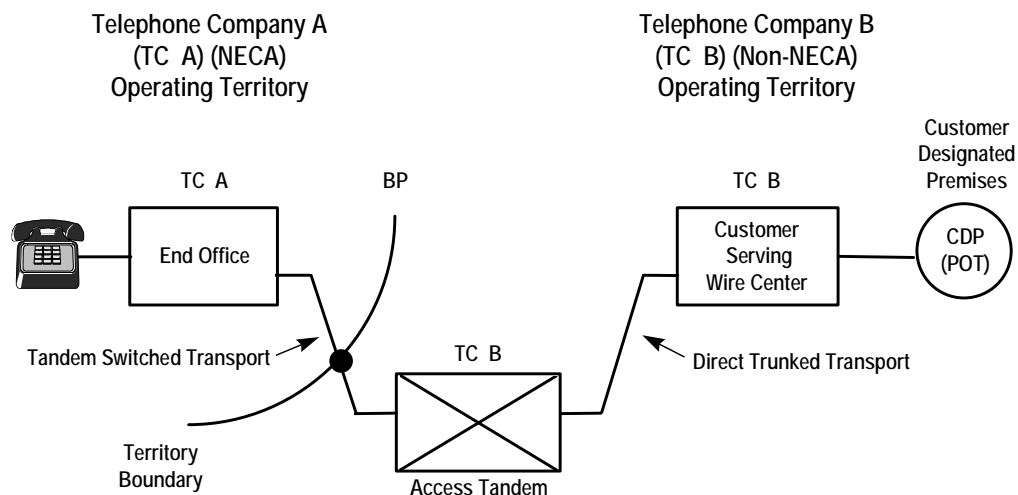 Telephone Company A
(TC A) (NECA)
Operating Territory
Telephone Company B
(TC B) (Non-NECA)
Operating Territory
Customer
Designated
Premises
TC A
BP
TC B
End Office
Customer
Serving
Wire Center
CDP
(POT)
Tandem Switched Transport
TC B
Direct Trunked Transport
Territory
Boundary
Access Tandem